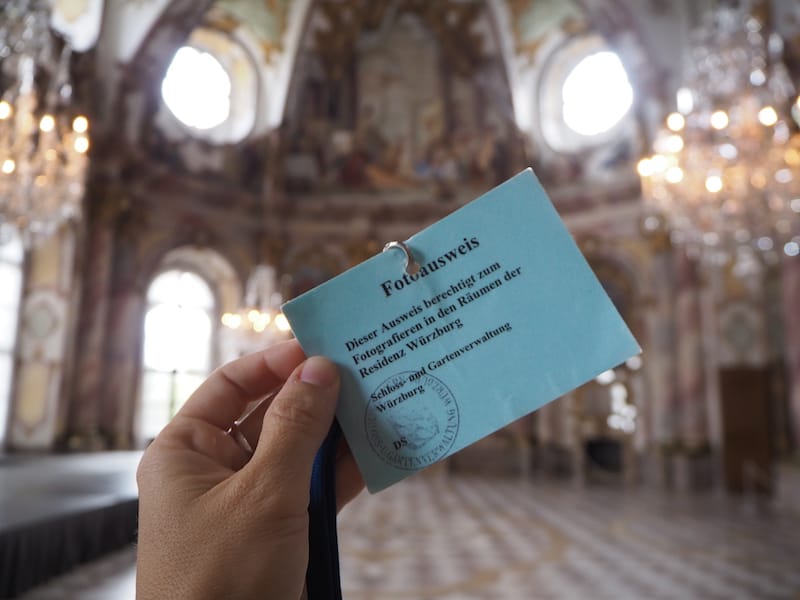 Fotoausweis
Dieser Ausweis berechtigt zum
Fotografieren in den Räumen der
Residenz Würzburg
Schloss- und Gartenverwaltung
Würzburg
DS